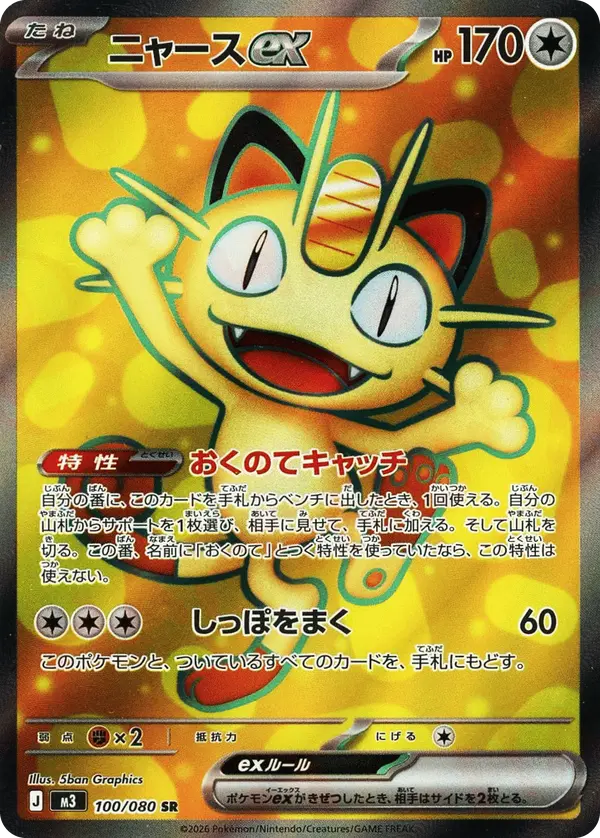 たね ニャースex HP 170
特性 とくせい おくのてキャッチ
自分の番に、このカードを手札からベンチに出したとき、1回使える。自分の
山札からサポートを1枚選び、相手に見せて、手札に加える。そして山札を
切る。この番、名前に「おくのて」とつく特性を使っていたなら、この特性は
使えない。
しっぽをまく 60
このポケモンと、ついているすべてのカードを、手札にもどす。
弱点 ×2 抵抗力 にげる
exルール
ポケモンexがきぜつしたとき、相手はサイドを2枚とる。
Illus. 5ban Graphics
J M3 100/080 SR
©2026 Pokémon/Nintendo/Creatures/GAME FREAK.